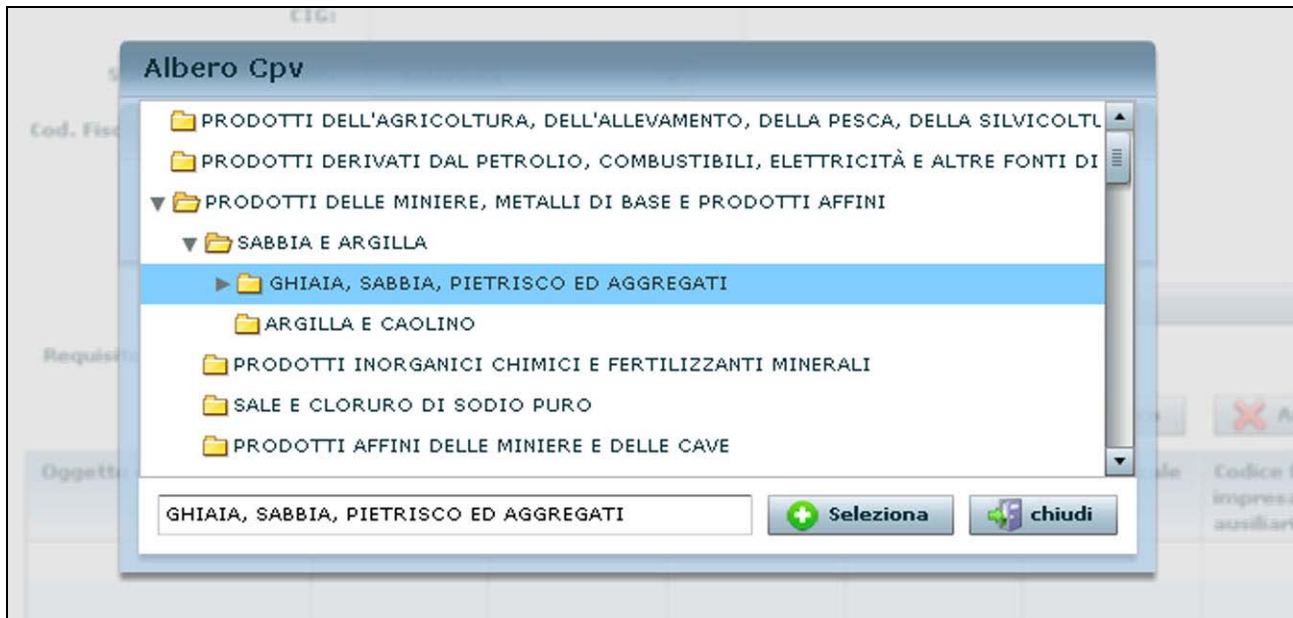 CIG:
Albero Cpv
Cod. Fisc
PRODOTTI DELL'AGRICOLTURA, DELL'ALLEVAMENTO, DELLA PESCA, DELLA SILVICOLTU
PRODOTTI DERIVATI DAL PETROLIO, COMBUSTIBILI, ELETTRICITÀ E ALTRE FONTI DI
PRODOTTI DELLE MINIERE, METALLI DI BASE E PRODOTTI AFFINI
SABBIA E ARGILLA
GHIAIA, SABBIA, PIETRISCO ED AGGREGATI
ARGILLA E CAOLINO
Requisito
PRODOTTI INORGANICI CHIMICI E FERTILIZZANTI MINERALI
SALE E CLORURO DI SODIO PURO
PRODOTTI AFFINI DELLE MINIERE E DELLE CAVE
Oggetto
Codice
impresa
ausiliar
GHIAIA, SABBIA, PIETRISCO ED AGGREGATI
Seleziona
chiudi